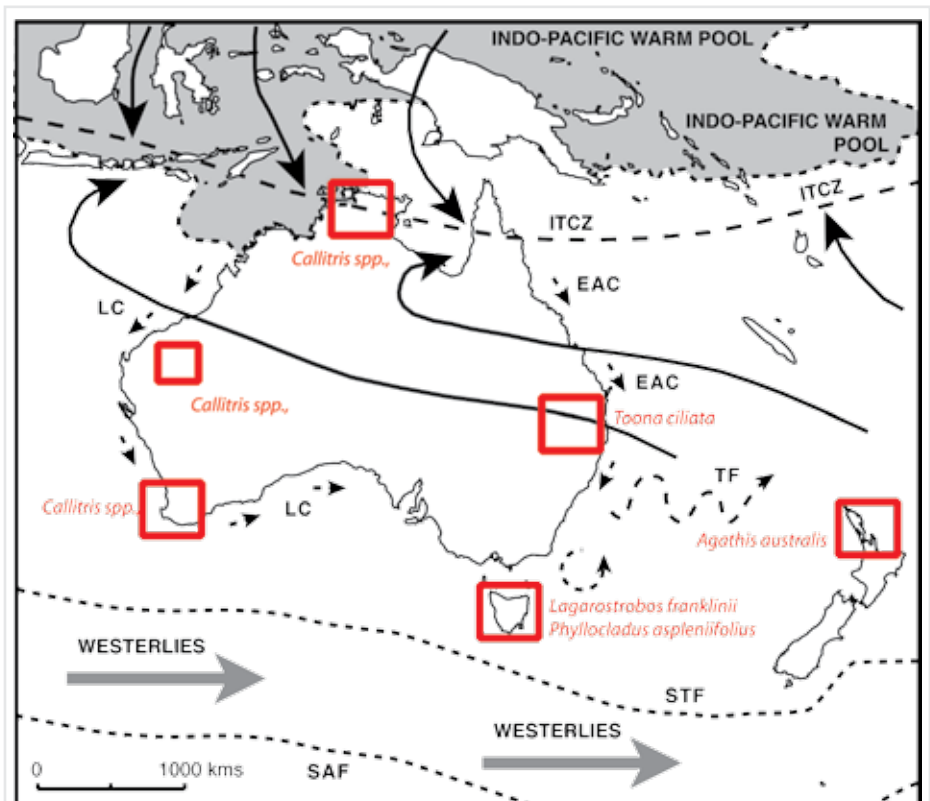 INDO-PACIFIC WARM POOL
INDO-PACIFIC WARM
POOL
ITCZ
ITCZ
Callitris spp.,
EAC
LC
EAC
Callitris spp.,
Toona ciliata
TF
Callitris spp.,
LC
Agathis australis
Lagarostrobos franklinii
Phyllocladus aspleniifolius
WESTERLIES
STF
WESTERLIES
SAF
0 1000 kms